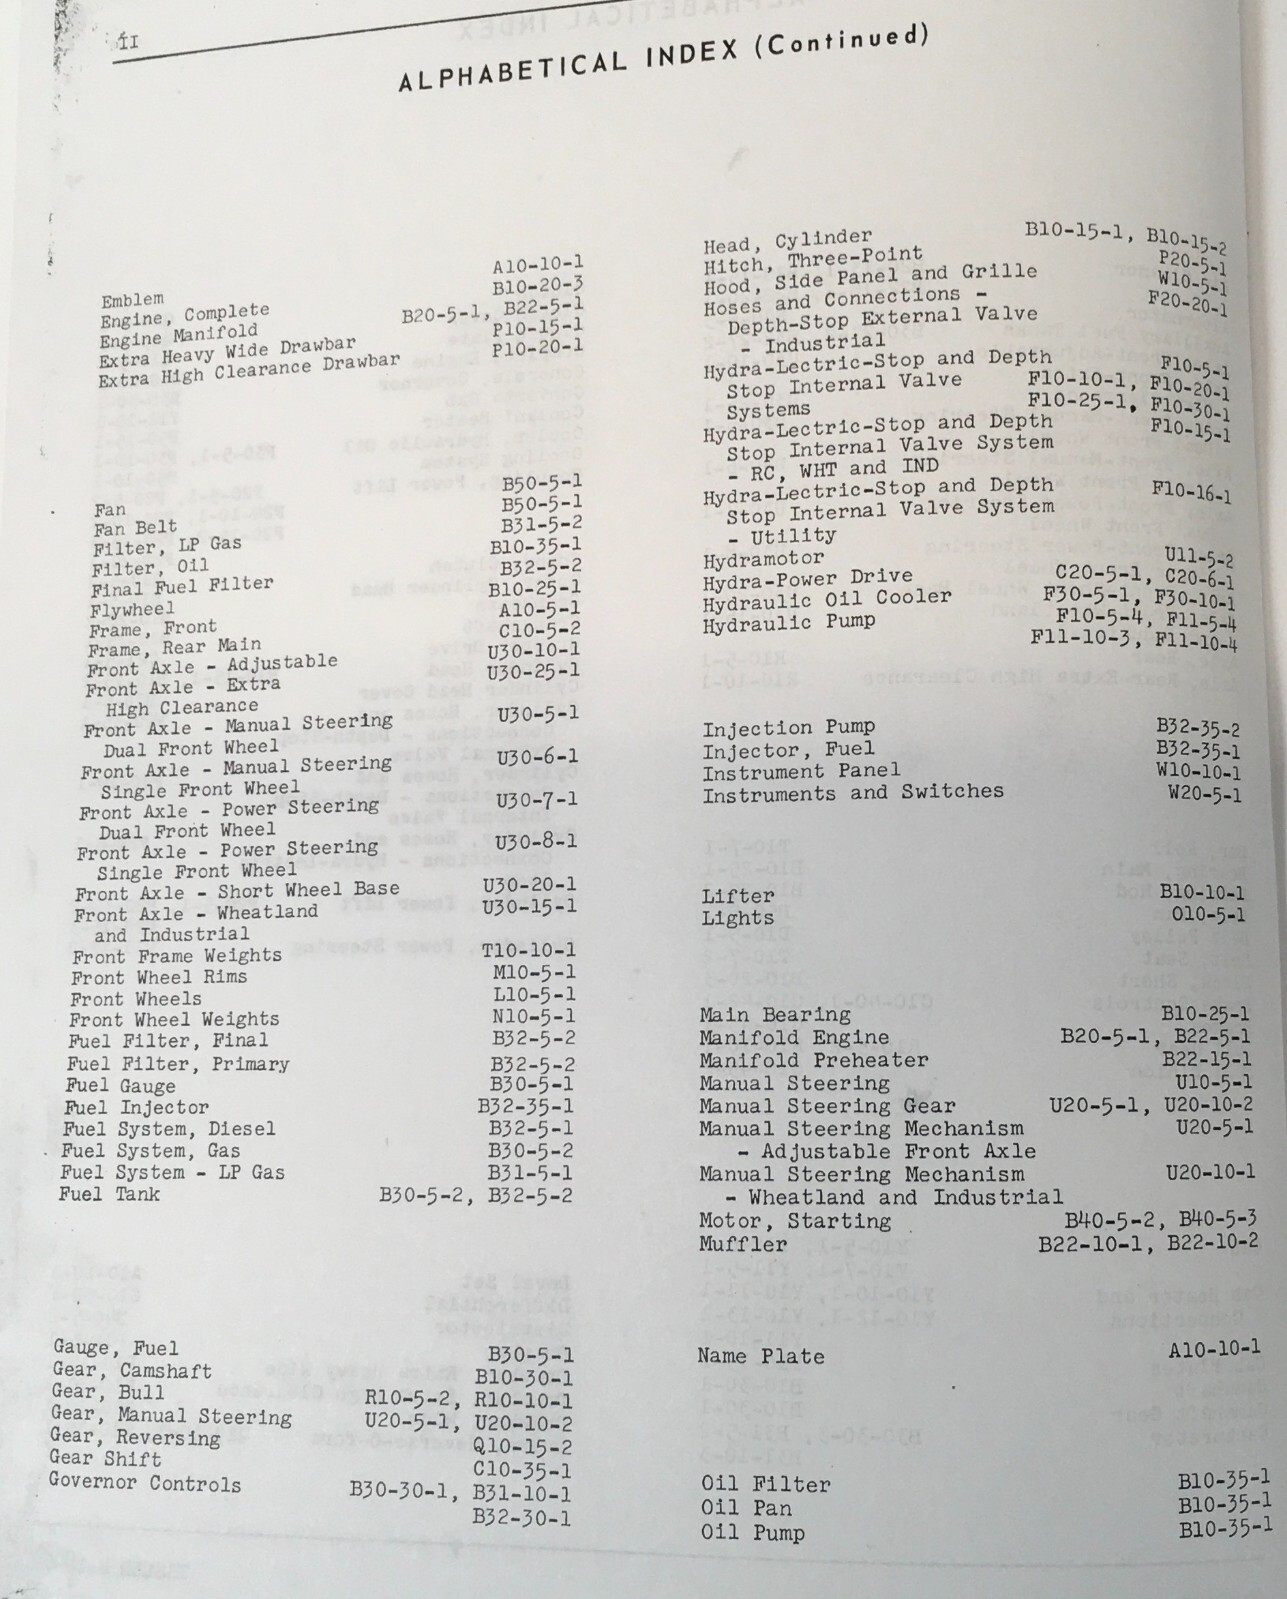 ii
ALPHABETICAL INDEX (Continued)
Emblem A10-10-1
Engine, Complete B10-20-3
Engine Manifold B20-5-1, B22-5-1
Extra Heavy Wide Drawbar P10-15-1
Extra High Clearance Drawbar P10-20-1
Fan B50-5-1
Fan Belt B50-5-1
Filter, LP Gas B31-5-2
Filter, Oil B10-35-1
Final Fuel Filter B32-5-2
Flywheel B10-25-1
Frame, Front A10-5-1
Frame, Rear Main C10-5-2
Front Axle - Adjustable U30-10-1
Front Axle - Extra U30-25-1
High Clearance
Front Axle - Manual Steering U30-5-1
Dual Front Wheel
Front Axle - Manual Steering U30-6-1
Single Front Wheel
Front Axle - Power Steering U30-7-1
Dual Front Wheel
Front Axle - Power Steering U30-8-1
Single Front Wheel
Front Axle - Short Wheel Base U30-20-1
Front Axle - Wheatland U30-15-1
and Industrial
Front Frame Weights T10-10-1
Front Wheel Rims M10-5-1
Front Wheels L10-5-1
Front Wheel Weights N10-5-1
Fuel Filter, Final B32-5-2
Fuel Filter, Primary B32-5-2
Fuel Gauge B30-5-1
Fuel Injector B32-35-1
Fuel System, Diesel B32-5-1
Fuel System, Gas B30-5-2
Fuel System - LP Gas B31-5-1
Fuel Tank B30-5-2, B32-5-2
Gauge, Fuel B30-5-1
Gear, Camshaft B10-30-1
Gear, Bull R10-5-2, R10-10-1
Gear, Manual Steering U20-5-1, U20-10-2
Gear, Reversing Q10-15-2
Gear Shift C10-35-1
Governor Controls B30-30-1, B31-10-1
B32-30-1
Head, Cylinder B10-15-1, B10-15-2
Hitch, Three-Point P20-5-1
Hood, Side Panel and Grille W10-5-1
Hoses and Connections - F20-20-1
Depth-Stop External Valve
- Industrial
Hydra-Lectric-Stop and Depth F10-5-1
Stop Internal Valve F10-10-1, F10-20-1
Systems F10-25-1, F10-30-1
Hydra-Lectric-Stop and Depth F10-15-1
Stop Internal Valve System
- RC, WHT and IND
Hydra-Lectric-Stop and Depth F10-16-1
Stop Internal Valve System
- Utility
Hydramotor U11-5-2
Hydra-Power Drive C20-5-1, C20-6-1
Hydraulic Oil Cooler F30-5-1, F30-10-1
Hydraulic Pump F10-5-4, F11-5-4
F11-10-3, F11-10-4
Injection Pump B32-35-2
Injector, Fuel B32-35-1
Instrument Panel W10-10-1
Instruments and Switches W20-5-1
Lifter B10-10-1
Lights O10-5-1
Main Bearing B10-25-1
Manifold Engine B20-5-1, B22-5-1
Manifold Preheater B22-15-1
Manual Steering U10-5-1
Manual Steering Gear U20-5-1, U20-10-2
Manual Steering Mechanism U20-5-1
- Adjustable Front Axle
Manual Steering Mechanism U20-10-1
- Wheatland and Industrial
Motor, Starting B40-5-2, B40-5-3
Muffler B22-10-1, B22-10-2
Name Plate A10-10-1
Oil Filter B10-35-1
Oil Pan B10-35-1
Oil Pump B10-35-1